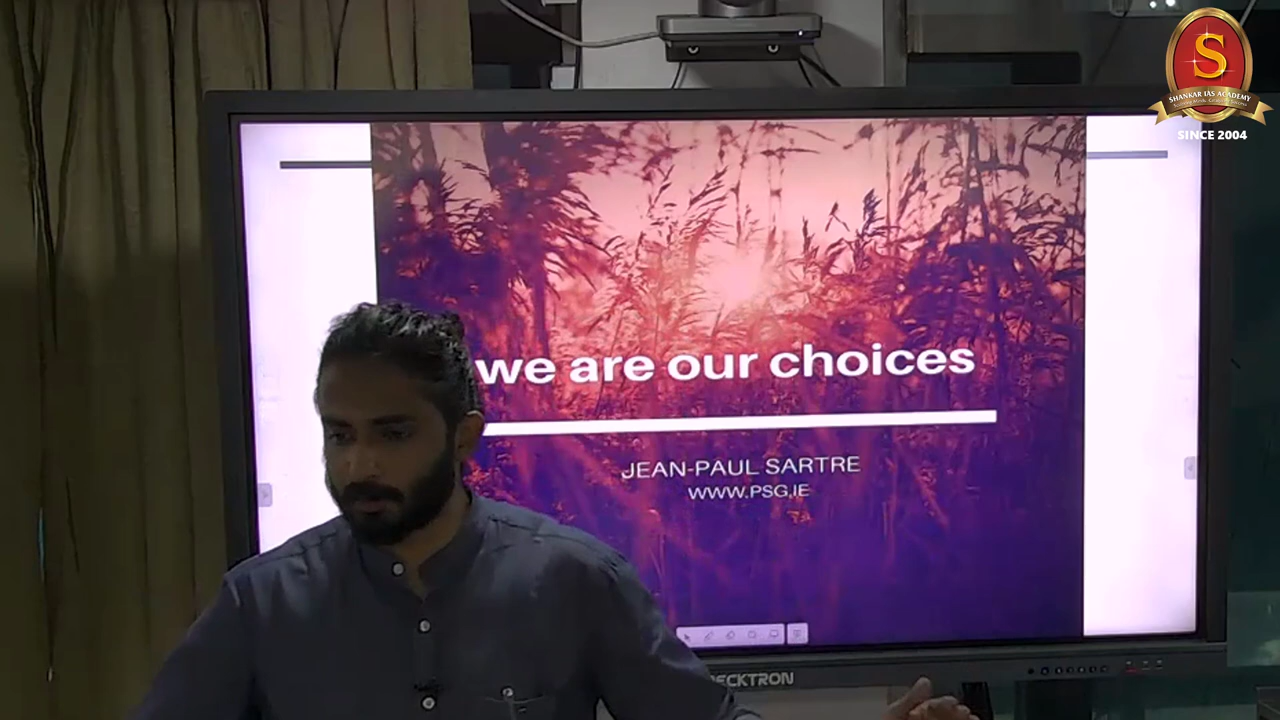 S
SHANKAR IAS ACADEMY
SINCE 2004
we are our choices
JEAN-PAUL SARTRE
WWW.PSG.IE
ECKTRON